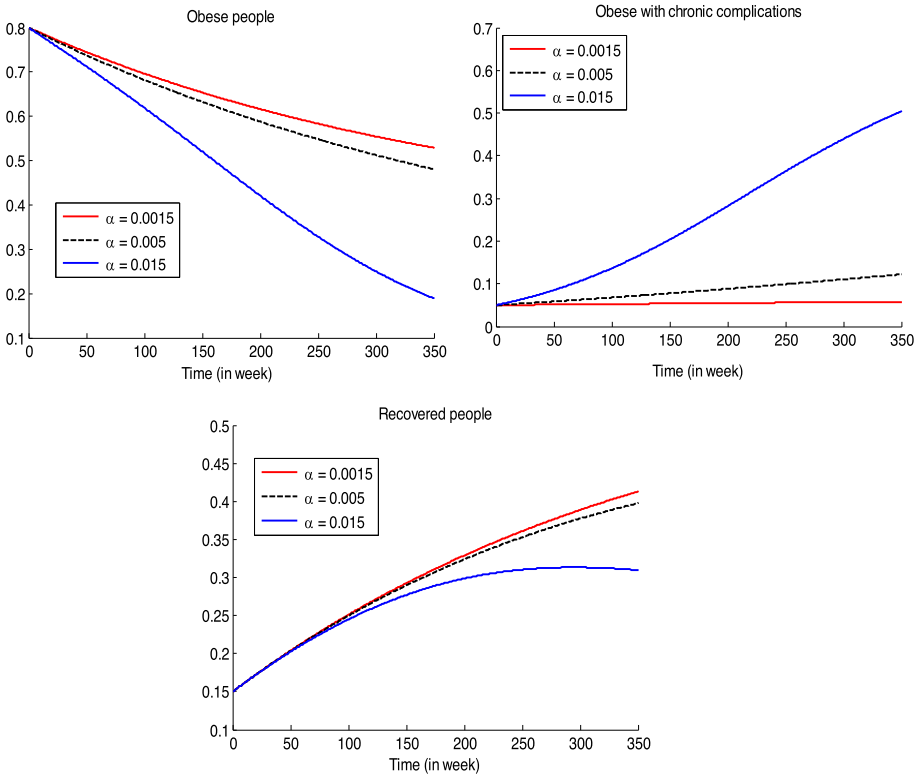 Obese people
0.8
0.7
0.6
0.5
0.4
0.3
0.2
0.1
α = 0.0015
α = 0.005
α = 0.015
0 50 100 150 200 250 300 350
Time (in week)
Obese with chronic complications
0.7
0.6
0.5
0.4
0.3
0.2
0.1
0
α = 0.0015
α = 0.005
α = 0.015
0 50 100 150 200 250 300 350
Time (in week)
Recovered people
0.5
0.45
0.4
0.35
0.3
0.25
0.2
0.15
0.1
α = 0.0015
α = 0.005
α = 0.015
0 50 100 150 200 250 300 350
Time (in week)